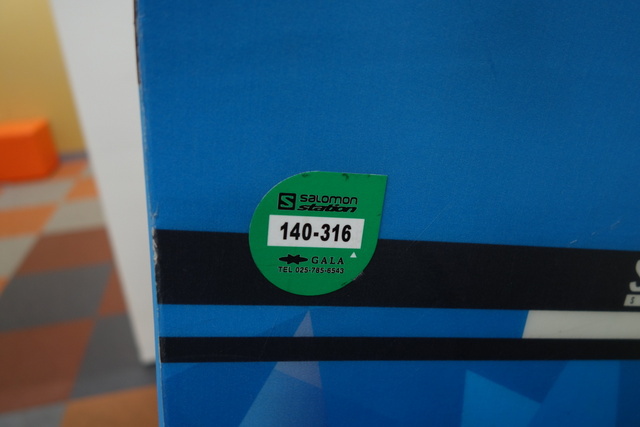 S salomon
station
140-316
GALA
TEL 025-785-6543
S